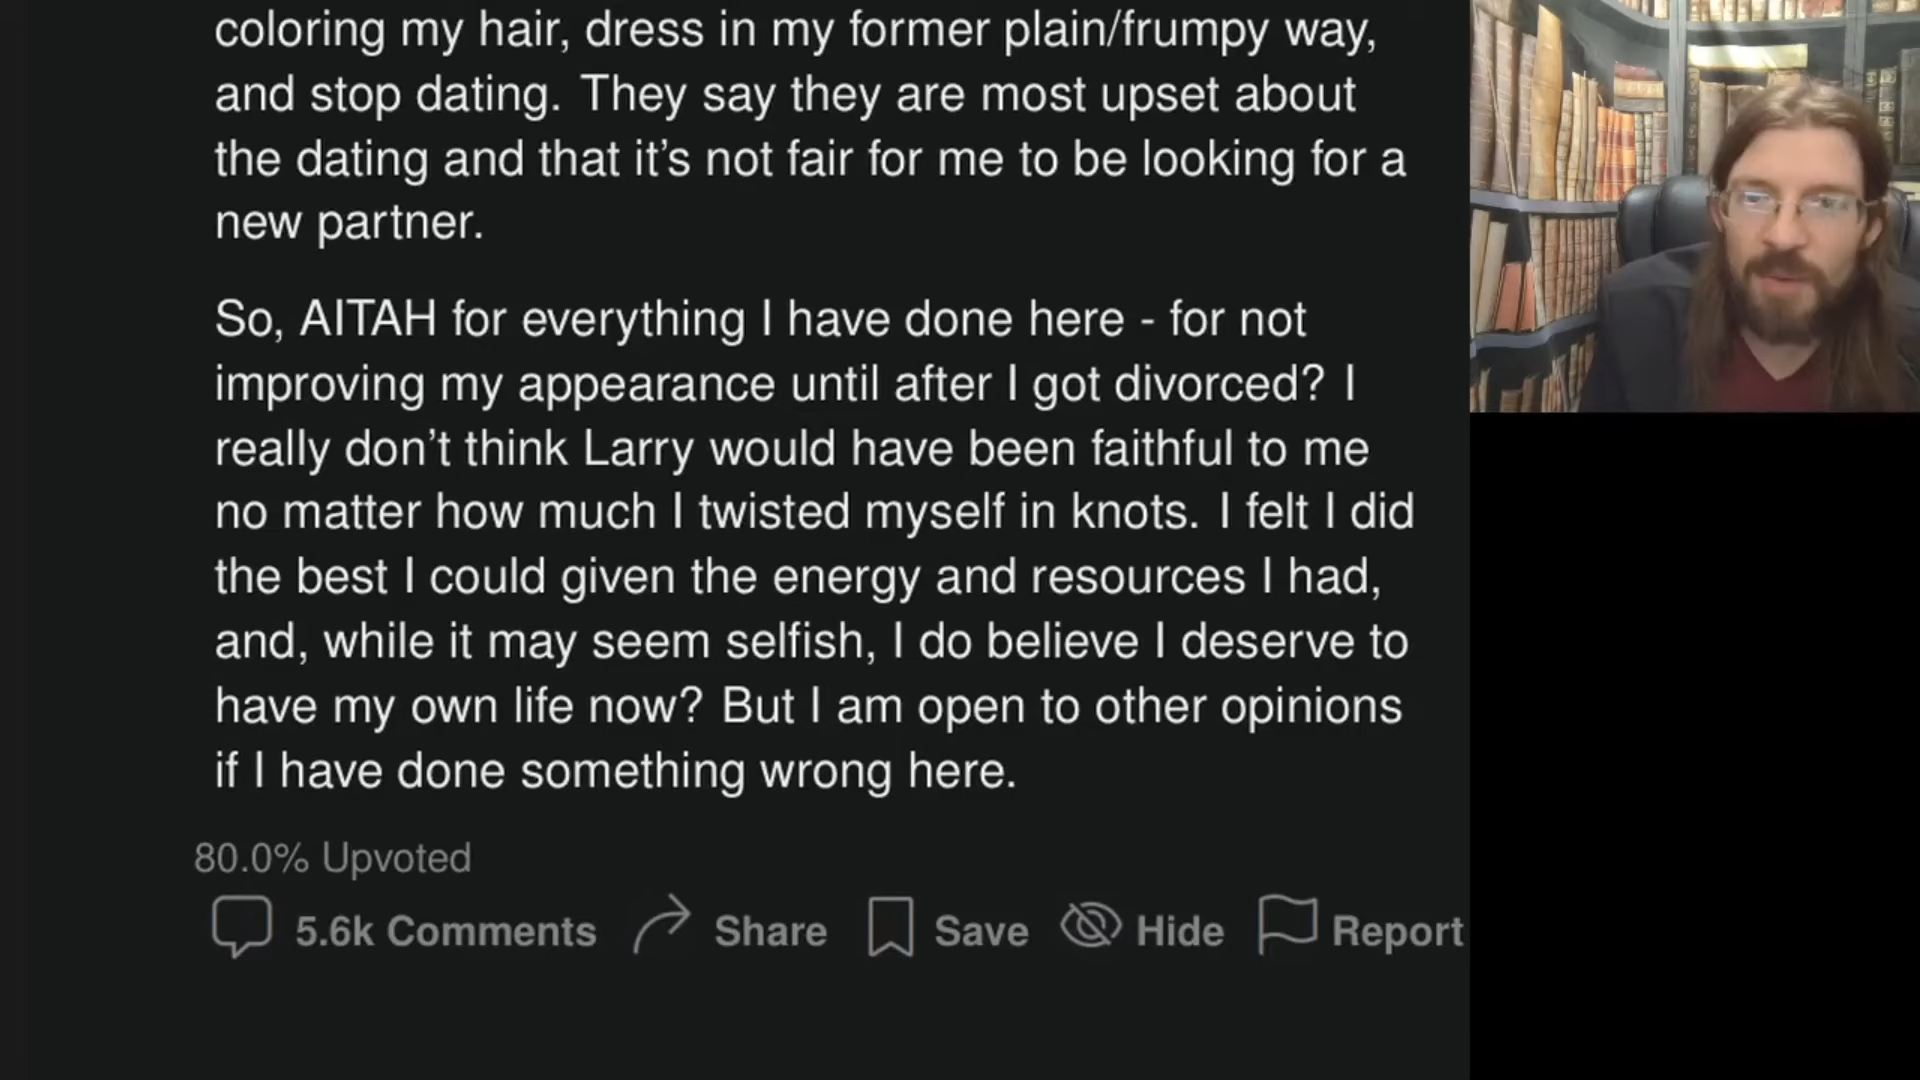 coloring my hair, dress in my former plain/frumpy way,
and stop dating. They say they are most upset about
the dating and that it’s not fair for me to be looking for a
new partner.
So, AITAH for everything I have done here - for not
improving my appearance until after I got divorced? I
really don’t think Larry would have been faithful to me
no matter how much I twisted myself in knots. I felt I did
the best I could given the energy and resources I had,
and, while it may seem selfish, I do believe I deserve to
have my own life now? But I am open to other opinions
if I have done something wrong here.
80.0% Upvoted
5.6k Comments Share Save Hide Report